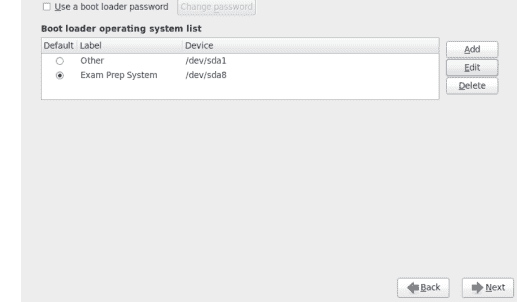 Use a boot loader password Change password
Boot loader operating system list
Default Label Device
Other /dev/sda1
Exam Prep System /dev/sda8
Add
Edit
Delete
Back Next